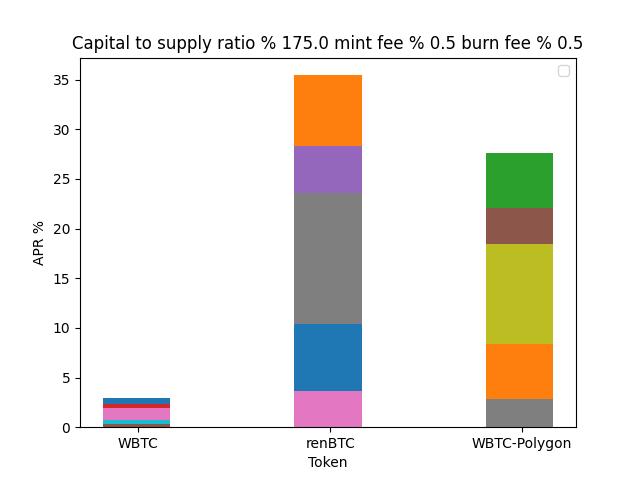 Capital to supply ratio % 175.0 mint fee % 0.5 burn fee % 0.5
35
30
25
20
15
10
5
0
APR %
WBTC renBTC WBTC-Polygon
Token